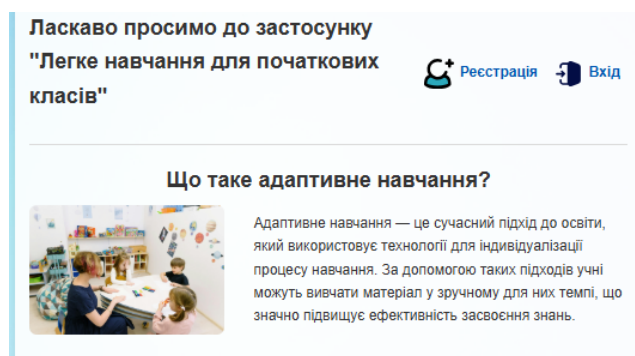 Ласкаво просимо до застосунку
"Легке навчання для початкових
класів"
Реєстрація
Вхід
Що таке адаптивне навчання?
Адаптивне навчання — це сучасний підхід до освіти,
який використовує технології для індивідуалізації
процесу навчання. За допомогою таких підходів учні
можуть вивчати матеріал у зручному для них темпі, що
значно підвищує ефективність засвоєння знань.